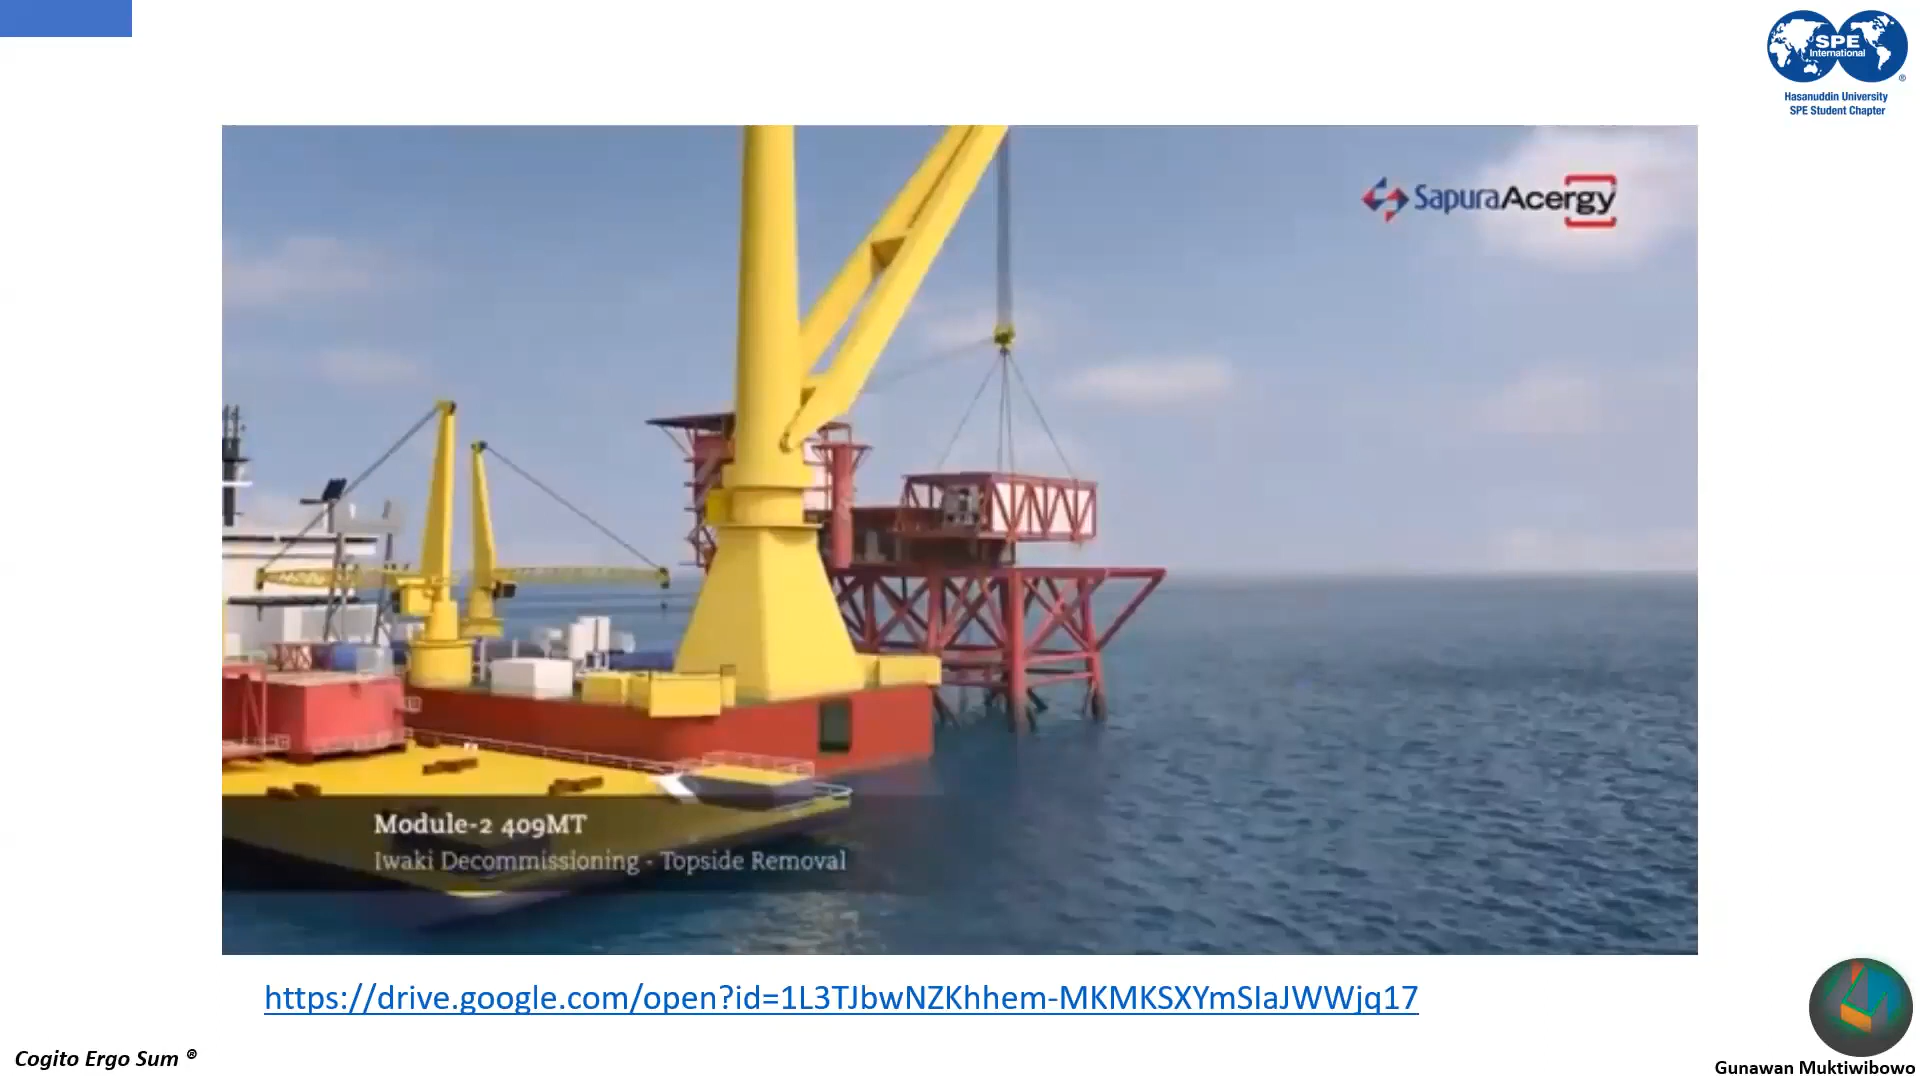 SPE
International
®
Hasanuddin University
SPE Student Chapter
SapuraAcergy
Module-2 409MT
Iwaki Decommissioning - Topside Removal
https://drive.google.com/open?id=1L3TJbwNZKhhem-MKMKSXYmSIaJWWjq17
Cogito Ergo Sum ®
Gunawan Muktiwibowo